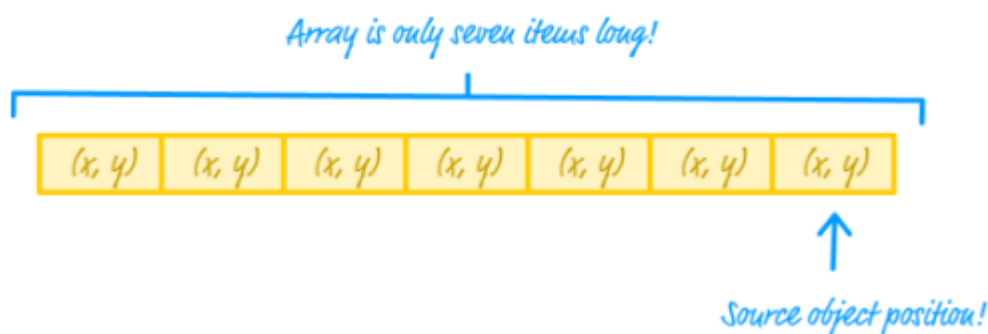 Array is only seven items long!
(x, y) (x, y) (x, y) (x, y) (x, y) (x, y) (x, y)
Source object position!